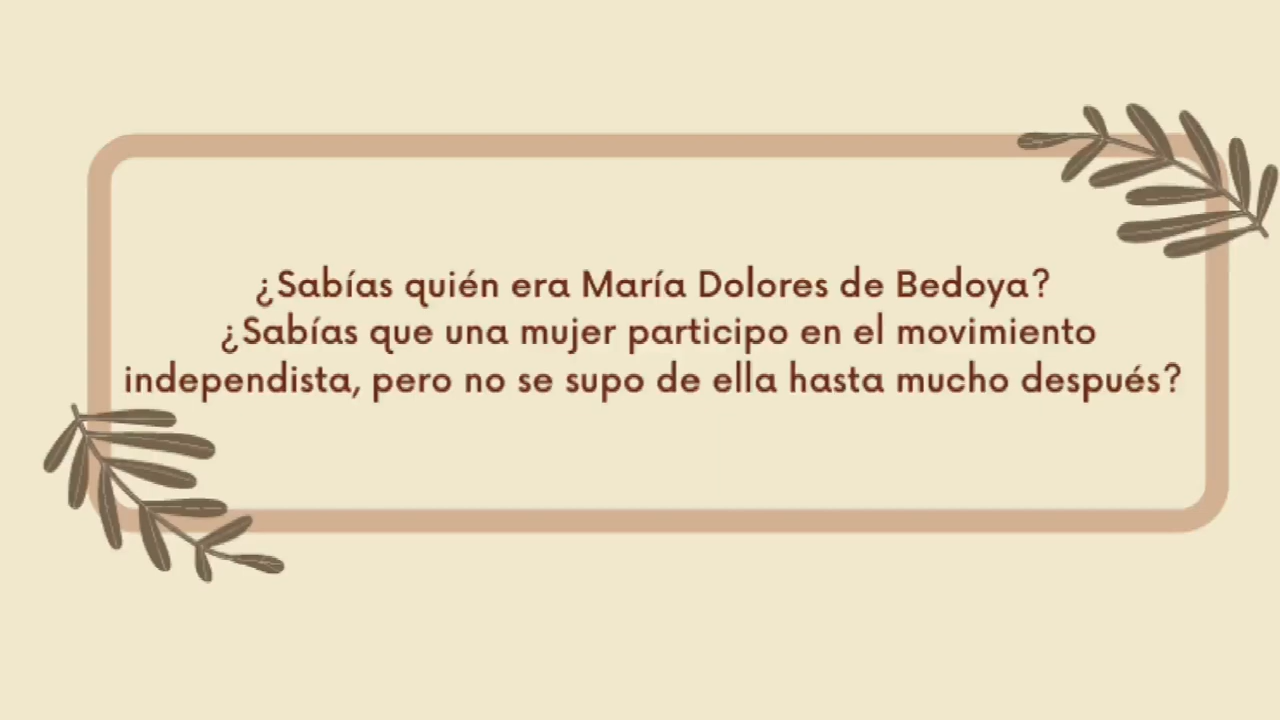 ¿Sabías quién era María Dolores de Bedoya?
¿Sabías que una mujer participo en el movimiento
independista, pero no se supo de ella hasta mucho después?